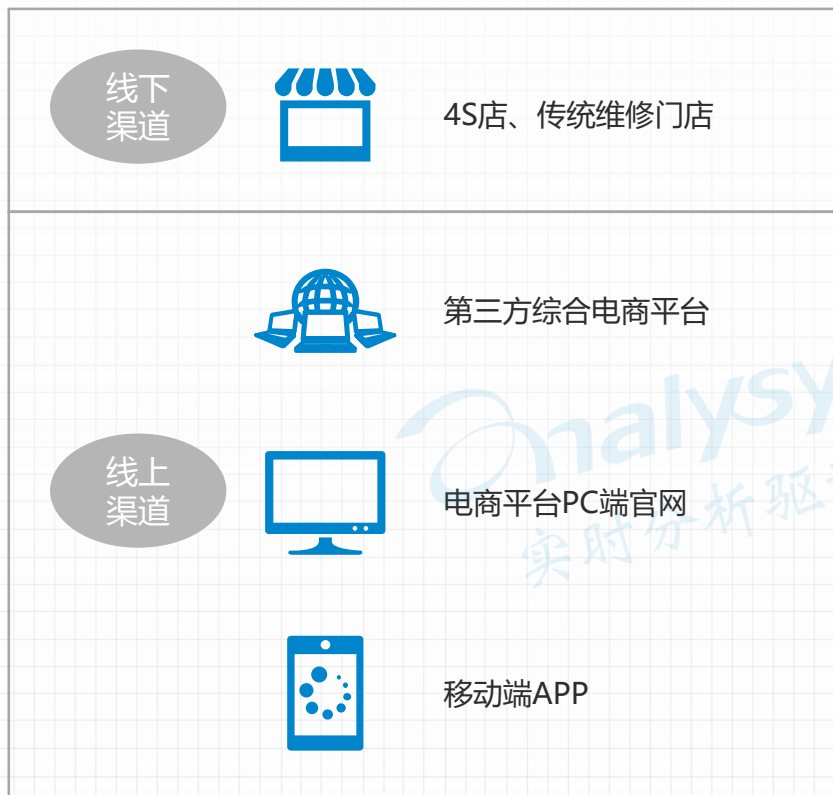 线下
渠道
4S店、传统维修门店
第三方综合电商平台
nalysy
线上
渠道
电商平台PC端官网
实时分析驱
移动端APP